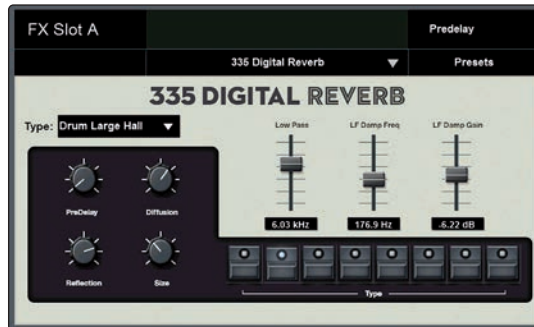 FX Slot A
Predelay
335 Digital Reverb
Presets
335 DIGITAL REVERB
Type: Drum Large Hall
Low Pass
LF Damp Freq
LF Damp Gain
PreDelay
Diffusion
6.03 kHz
176.9 Hz
-6.22 dB
Reflection
Size
Type